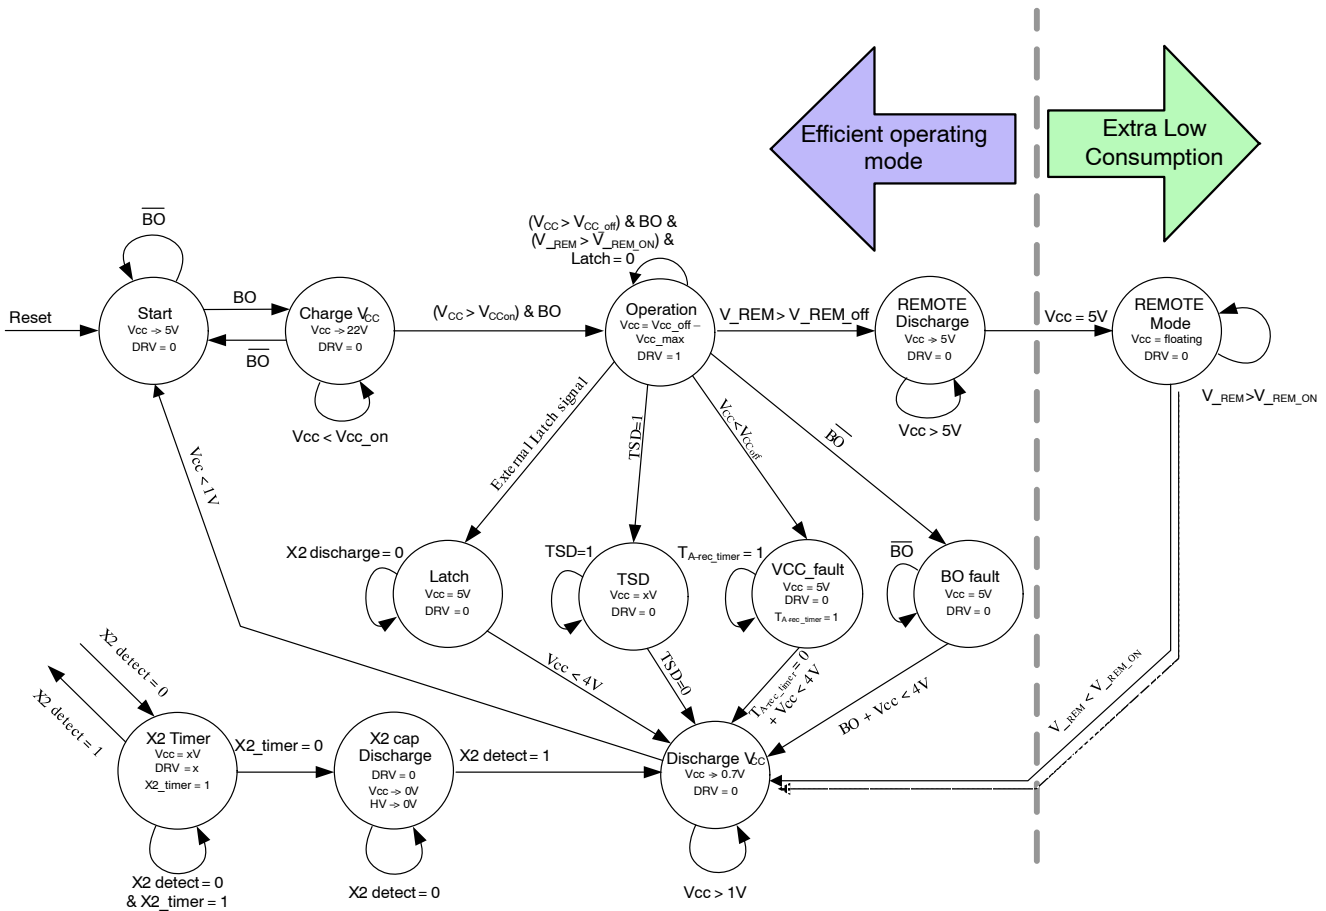 Efficient operating
mode
Extra Low
Consumption
B̅O̅
(VCC > VCC_off) & BO &
(V_REM > V_REM_ON) &
Latch = 0
Reset
Start
Vcc → 5V
DRV = 0
BO
B̅O̅
Charge VCC
Vcc → 22V
DRV = 0
Vcc < Vcc_on
(VCC > VCCon) & BO
Operation
Vcc = Vcc_off –
Vcc_max
DRV = 1
V_REM > V_REM_off
REMOTE
Discharge
Vcc → 5V
DRV = 0
Vcc > 5V
Vcc = 5V
REMOTE
Mode
Vcc = floating
DRV = 0
V_REM>V_REM_ON
External Latch signal
TSD=1
VCC<VCCoff
B̅O̅
Vcc < 1V
X2 discharge = 0
Latch
Vcc = 5V
DRV = 0
TSD=1
TSD
Vcc = xV
DRV = 0
TA-rec_timer = 1
VCC_fault
Vcc = 5V
DRV = 0
TA-rec_timer = 1
B̅O̅
BO fault
Vcc = 5V
DRV = 0
Vcc < 4V
TSD=0
TA-rec_timer = 0
+ Vcc < 4V
BO + Vcc < 4V
V_REM < V_REM_ON
X2 detect = 0
X2 detect = 1
X2 Timer
Vcc = xV
DRV = x
X2_timer = 1
X2_timer = 0
X2 cap
Discharge
DRV = 0
Vcc → 0V
HV → 0V
X2 detect = 1
Discharge VCC
Vcc → 0.7V
DRV = 0
X2 detect = 0
& X2_timer = 1
X2 detect = 0
Vcc > 1V